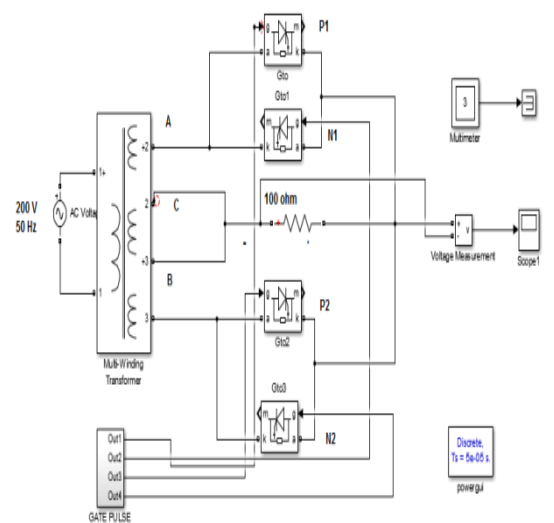 g
m
P1
a
k
Gto
Gto1
m
g
N1
k
a
A
+2
1+
200 V
50 Hz
AC Voltag
2
C
100 ohm
+
+3
B
1
3
Multi-Winding
Transformer
3
Multimeter
+
-
v
Voltage Measurement
Scope1
g
m
P2
a
k
Gto2
Gto3
m
g
N2
k
a
Out1
Out2
Out3
Out4
GATE PULSE
Discrete,
Ts = 5e-05 s.
powergui